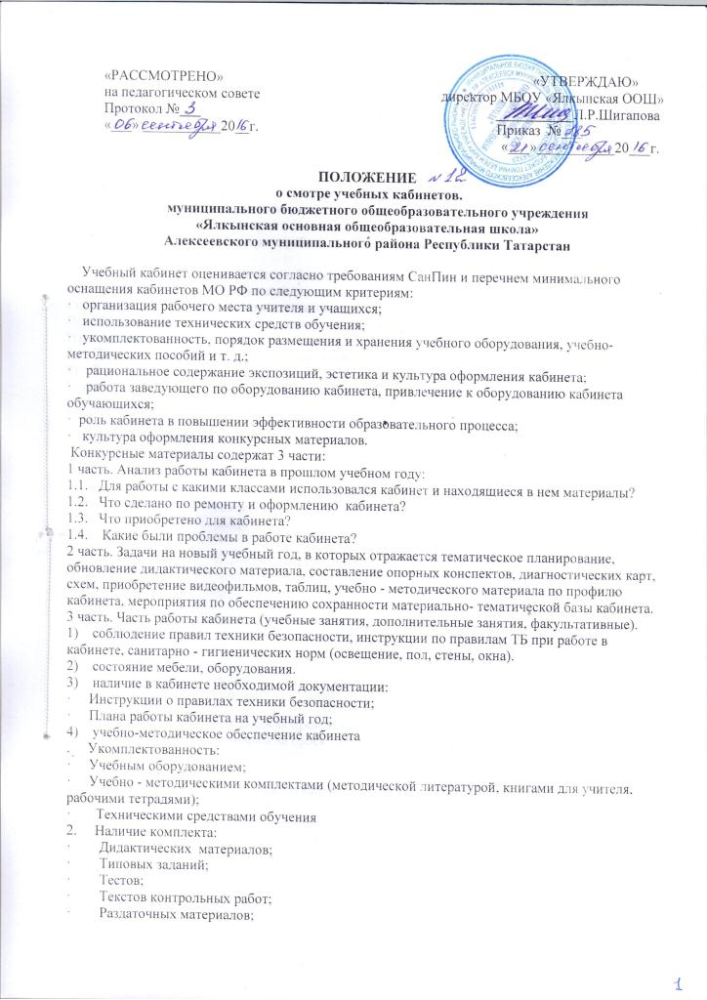 «РАССМОТРЕНО»
на педагогическом совете
Протокол № 3
«06» сентября 2016 г.
«УТВЕРЖДАЮ»
директор МБОУ «Ялкынская ООШ»
Л.Р.Шигапова
Приказ №
«21» сентября 2016 г.
ПОЛОЖЕНИЕ №12
о смотре учебных кабинетов.
муниципального бюджетного общеобразовательного учреждения
«Ялкынская основная общеобразовательная школа»
Алексеевского муниципального района Республики Татарстан
Учебный кабинет оценивается согласно требованиям СанПин и перечнем минимального
оснащения кабинетов МО РФ по следующим критериям:
· организация рабочего места учителя и учащихся;
· использование технических средств обучения;
· укомплектованность, порядок размещения и хранения учебного оборудования, учебно-
методических пособий и т. д.;
· рациональное содержание экспозиций, эстетика и культура оформления кабинета;
· работа заведующего по оборудованию кабинета, привлечение к оборудованию кабинета
обучающихся;
· роль кабинета в повышении эффективности образовательного процесса;
· культура оформления конкурсных материалов.
Конкурсные материалы содержат 3 части:
1 часть. Анализ работы кабинета в прошлом учебном году:
1.1. Для работы с какими классами использовался кабинет и находящиеся в нем материалы?
1.2. Что сделано по ремонту и оформлению кабинета?
1.3. Что приобретено для кабинета?
1.4. Какие были проблемы в работе кабинета?
2 часть. Задачи на новый учебный год, в которых отражается тематическое планирование,
обновление дидактического материала, составление опорных конспектов, диагностических карт,
схем, приобретение видеофильмов, таблиц, учебно - методического материала по профилю
кабинета, мероприятия по обеспечению сохранности материально- тематической базы кабинета.
3 часть. Часть работы кабинета (учебные занятия, дополнительные занятия, факультативные).
1) соблюдение правил техники безопасности, инструкции по правилам ТБ при работе в
кабинете, санитарно - гигиенических норм (освещение, пол, стены, окна).
2) состояние мебели, оборудования.
3) наличие в кабинете необходимой документации:
· Инструкции о правилах техники безопасности;
· Плана работы кабинета на учебный год;
4) учебно-методическое обеспечение кабинета
. Укомплектованность:
· Учебным оборудованием;
· Учебно - методическими комплектами (методической литературой, книгами для учителя,
рабочими тетрадями);
· Техническими средствами обучения
2. Наличие комплекта:
· Дидактических материалов;
· Типовых заданий;
· Тестов;
· Текстов контрольных работ;
· Раздаточных материалов;
1